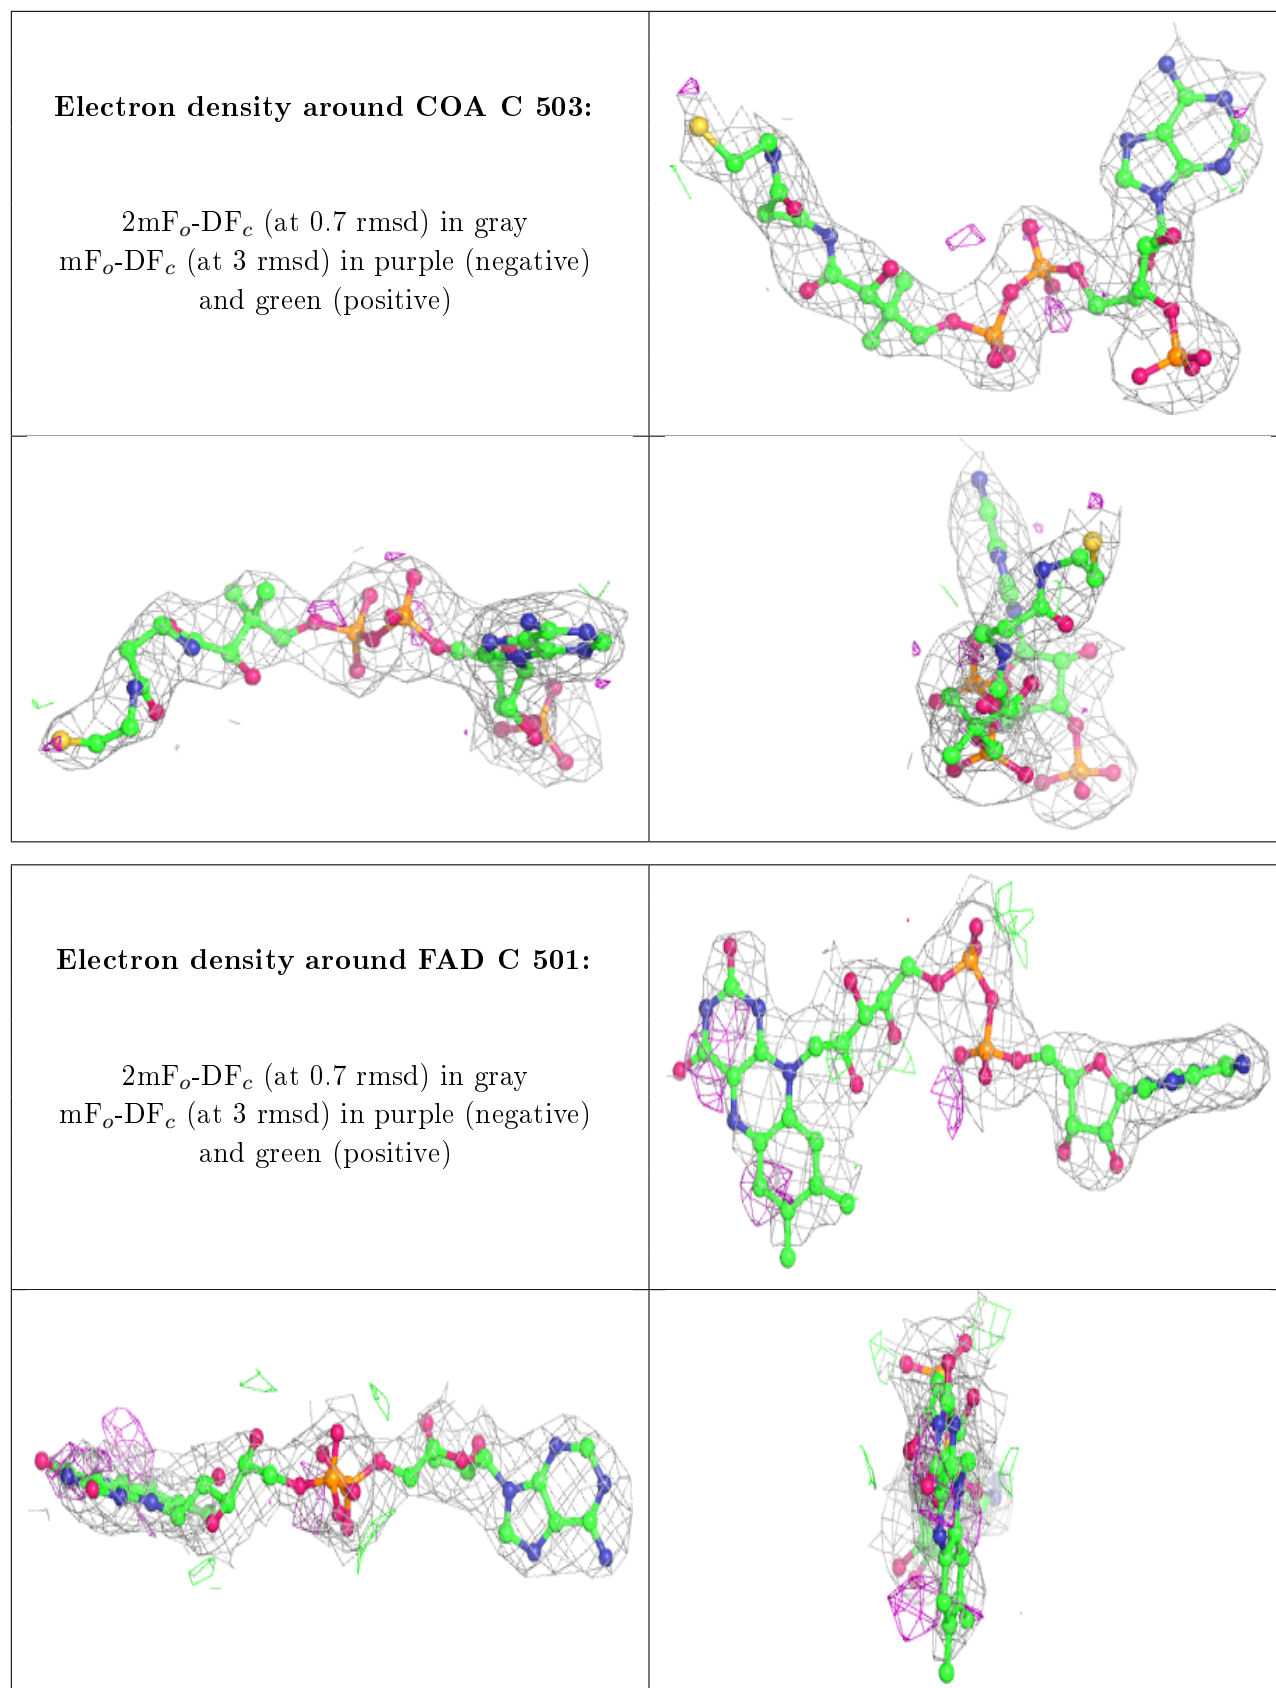 Electron density around COA C 503:
2mFo-DFc (at 0.7 rmsd) in gray
mFo-DFc (at 3 rmsd) in purple (negative)
and green (positive)
Electron density around FAD C 501:
2mFo-DFc (at 0.7 rmsd) in gray
mFo-DFc (at 3 rmsd) in purple (negative)
and green (positive)